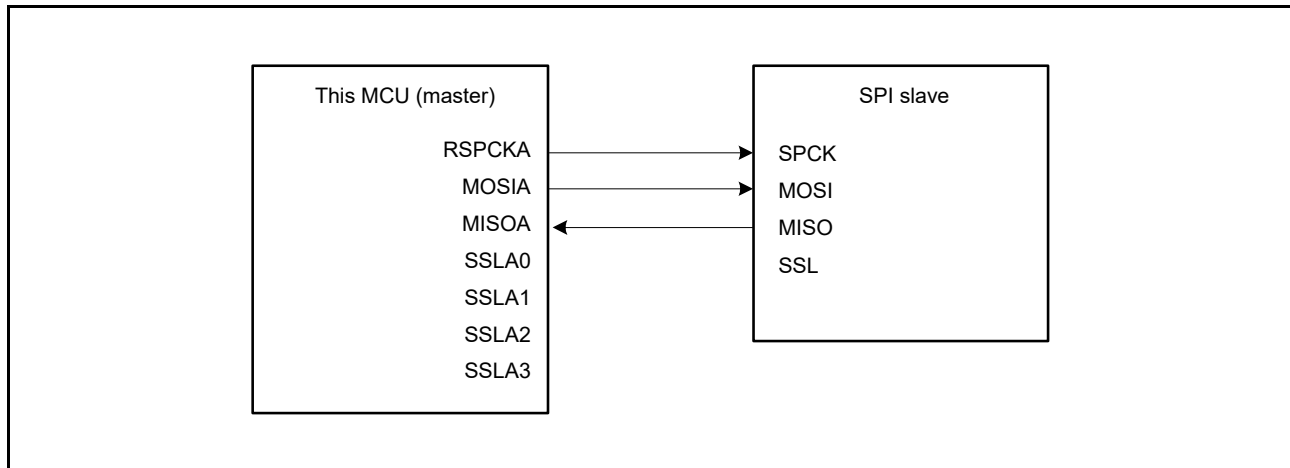 This MCU (master)
RSPCKA
MOSIA
MISOA
SSLA0
SSLA1
SSLA2
SSLA3
SPI slave
SPCK
MOSI
MISO
SSL